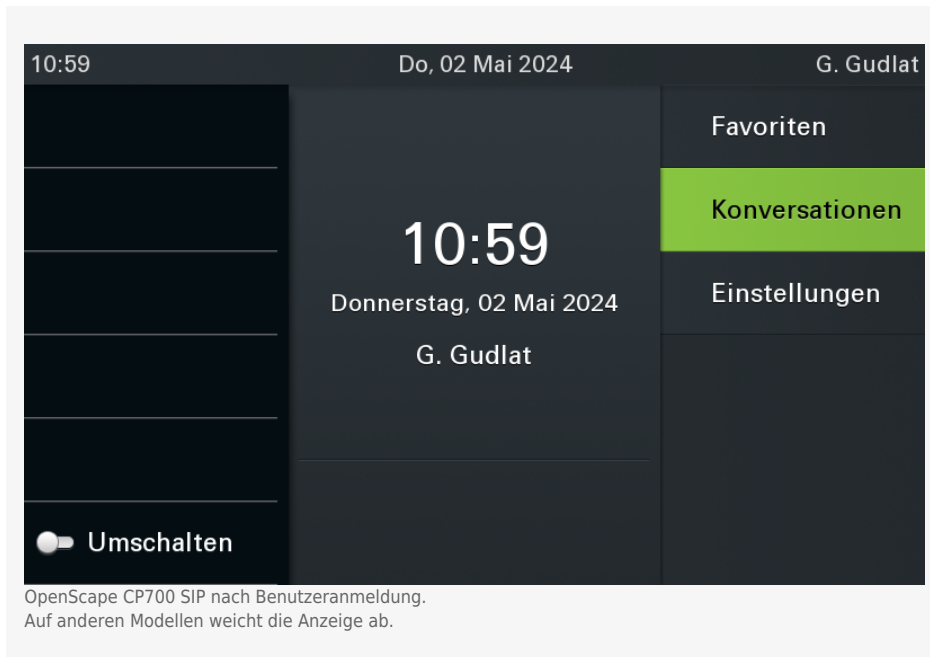 10:59 Do, 02 Mai 2024 G. Gudlat
Favoriten
Konversationen
10:59
Einstellungen
Donnerstag, 02 Mai 2024
G. Gudlat
Umschalten
OpenScape CP700 SIP nach Benutzeranmeldung.
Auf anderen Modellen weicht die Anzeige ab.